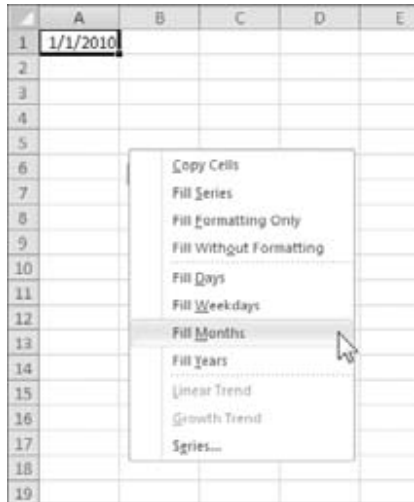 A B C D E
1 1/1/2010
2
3
4
5
6 Copy Cells
7 Fill Series
8 Fill Formatting Only
9 Fill Without Formatting
10
11 Fill Days
12 Fill Weekdays
13 Fill Months
14 Fill Years
15 Linear Trend
16 Growth Trend
17 Series...
18
19